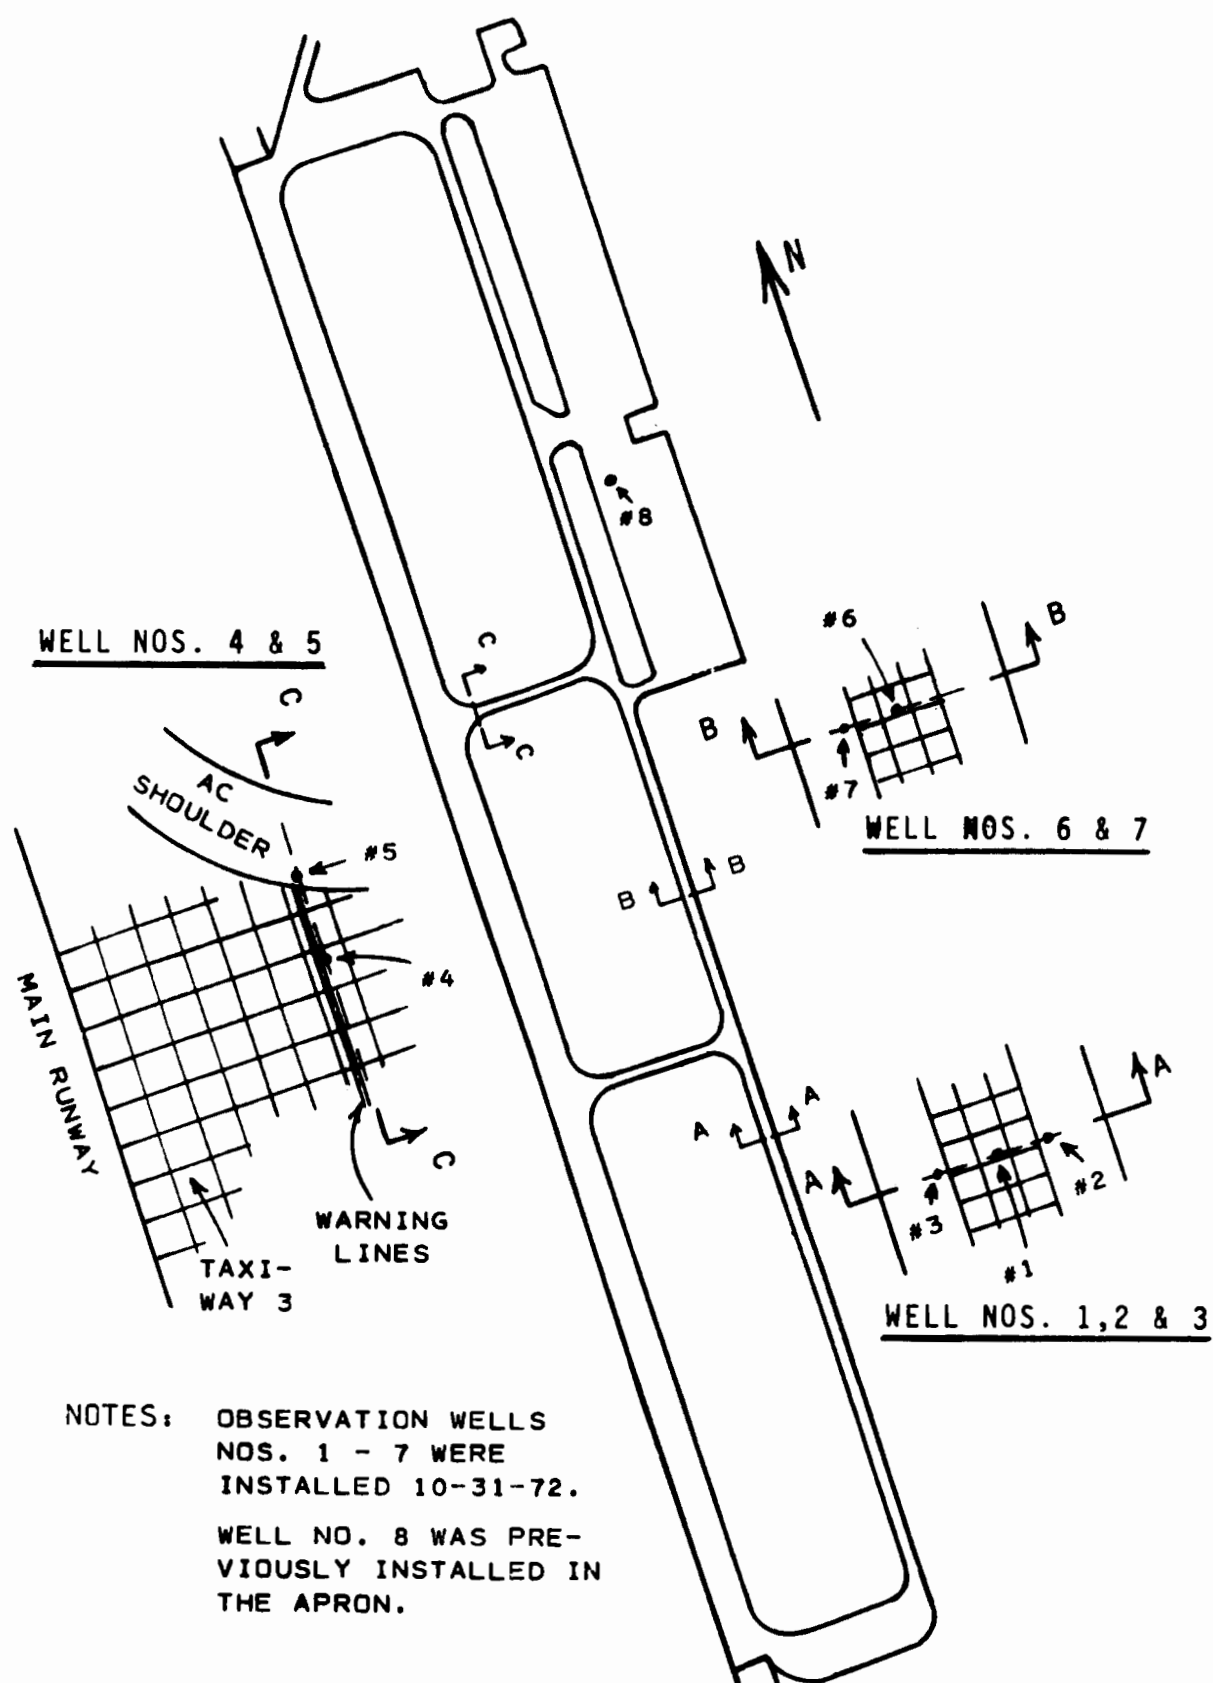 N
#8
WELL NOS. 4 & 5
C
AC
SHOULDER
#5
#4
MAIN RUNWAY
C
WARNING
LINES
TAXI-
WAY 3
C
C
B
B
#6
B
B
#7
WELL NOS. 6 & 7
A
A
A
A
#2
#3
#1
WELL NOS. 1,2 & 3
NOTES: OBSERVATION WELLS
NOS. 1 - 7 WERE
INSTALLED 10-31-72.
WELL NO. 8 WAS PRE-
VIOUSLY INSTALLED IN
THE APRON.